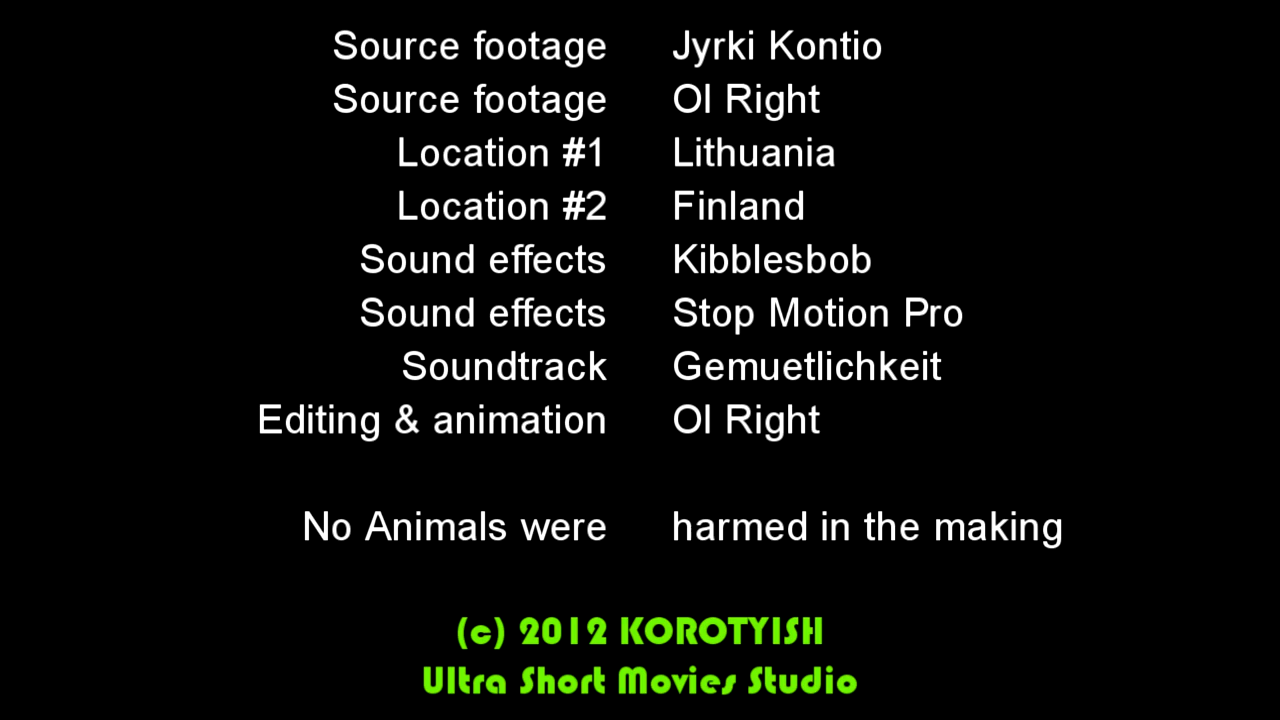 Source footage Jyrki Kontio
Source footage Ol Right
Location #1 Lithuania
Location #2 Finland
Sound effects Kibblesbob
Sound effects Stop Motion Pro
Soundtrack Gemuetlichkeit
Editing & animation Ol Right
No Animals were harmed in the making
(c) 2012 KOROTYISH
Ultra Short Movies Studio